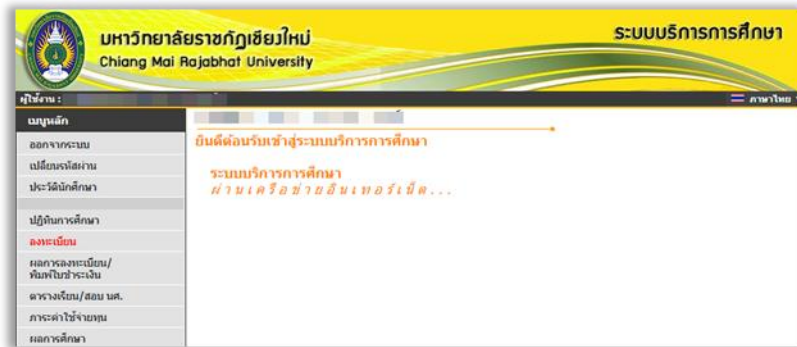 มหาวิทยาลัยราชภัฏเชียงใหม่
Chiang Mai Rajabhat University
ระบบบริการการศึกษา
ผู้ใช้งาน :
ภาษาไทย
เมนูหลัก
ออกจากระบบ
เปลี่ยนรหัสผ่าน
ประวัตินักศึกษา
ปฏิทินการศึกษา
ลงทะเบียน
ผลการลงทะเบียน/
พิมพ์ใบชำระเงิน
ตารางเรียน/สอบ นศ.
ภาระค่าใช้จ่ายทุน
ผลการศึกษา
ยินดีต้อนรับเข้าสู่ระบบบริการการศึกษา
ระบบบริการการศึกษา
ผ่านเครือข่ายอินเทอร์เน็ต...